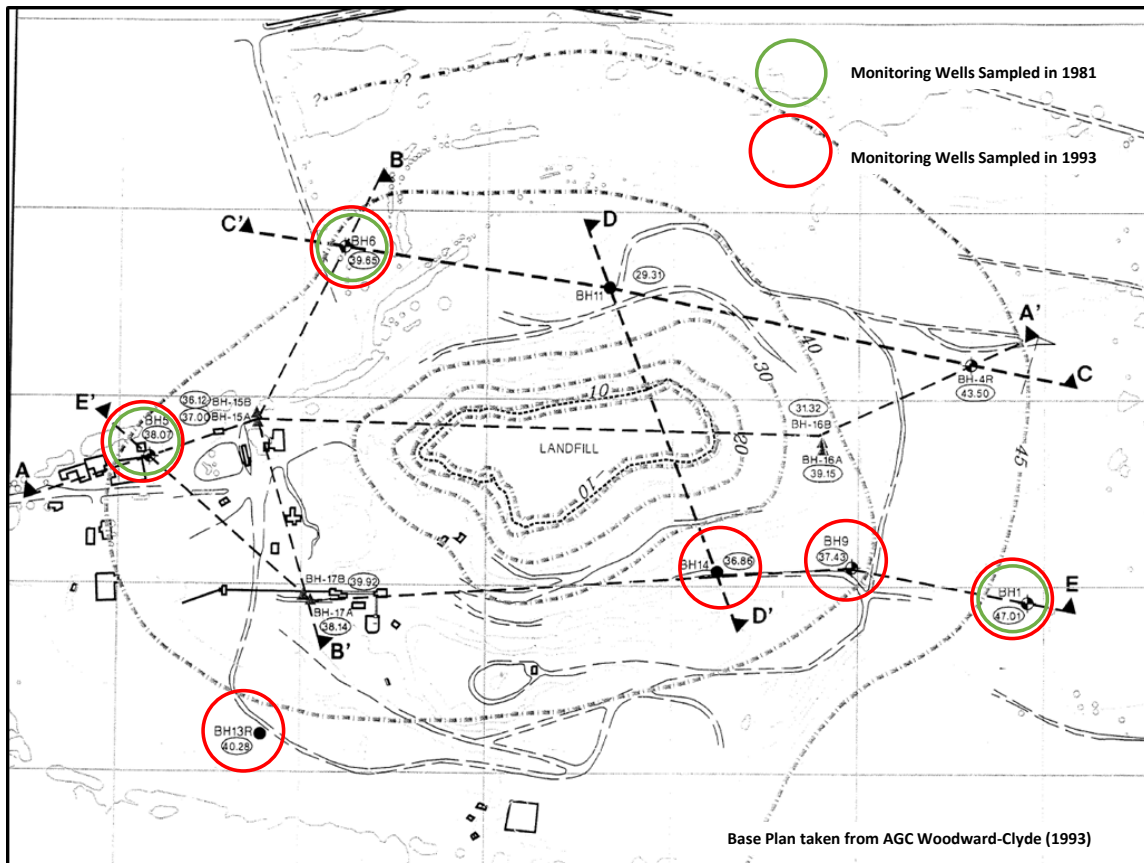 Monitoring Wells Sampled in 1981
Monitoring Wells Sampled in 1993
?
?
?
B
C'
BH6
39.65
D
29.31
BH11
A'
40
30
C
BH-4R
43.50
10
E'
36.12
BH-15B
37.00
BH-15A
BH5
38.07
31.32
BH-16B
LANDFILL
20
BH-16A
39.15
45
A
10
BH9
37.43
BH14
36.86
BH-17B
39.92
BH1
47.01
E
BH-17A
38.14
B'
D'
BH13R
40.28
Base Plan taken from AGC Woodward-Clyde (1993)